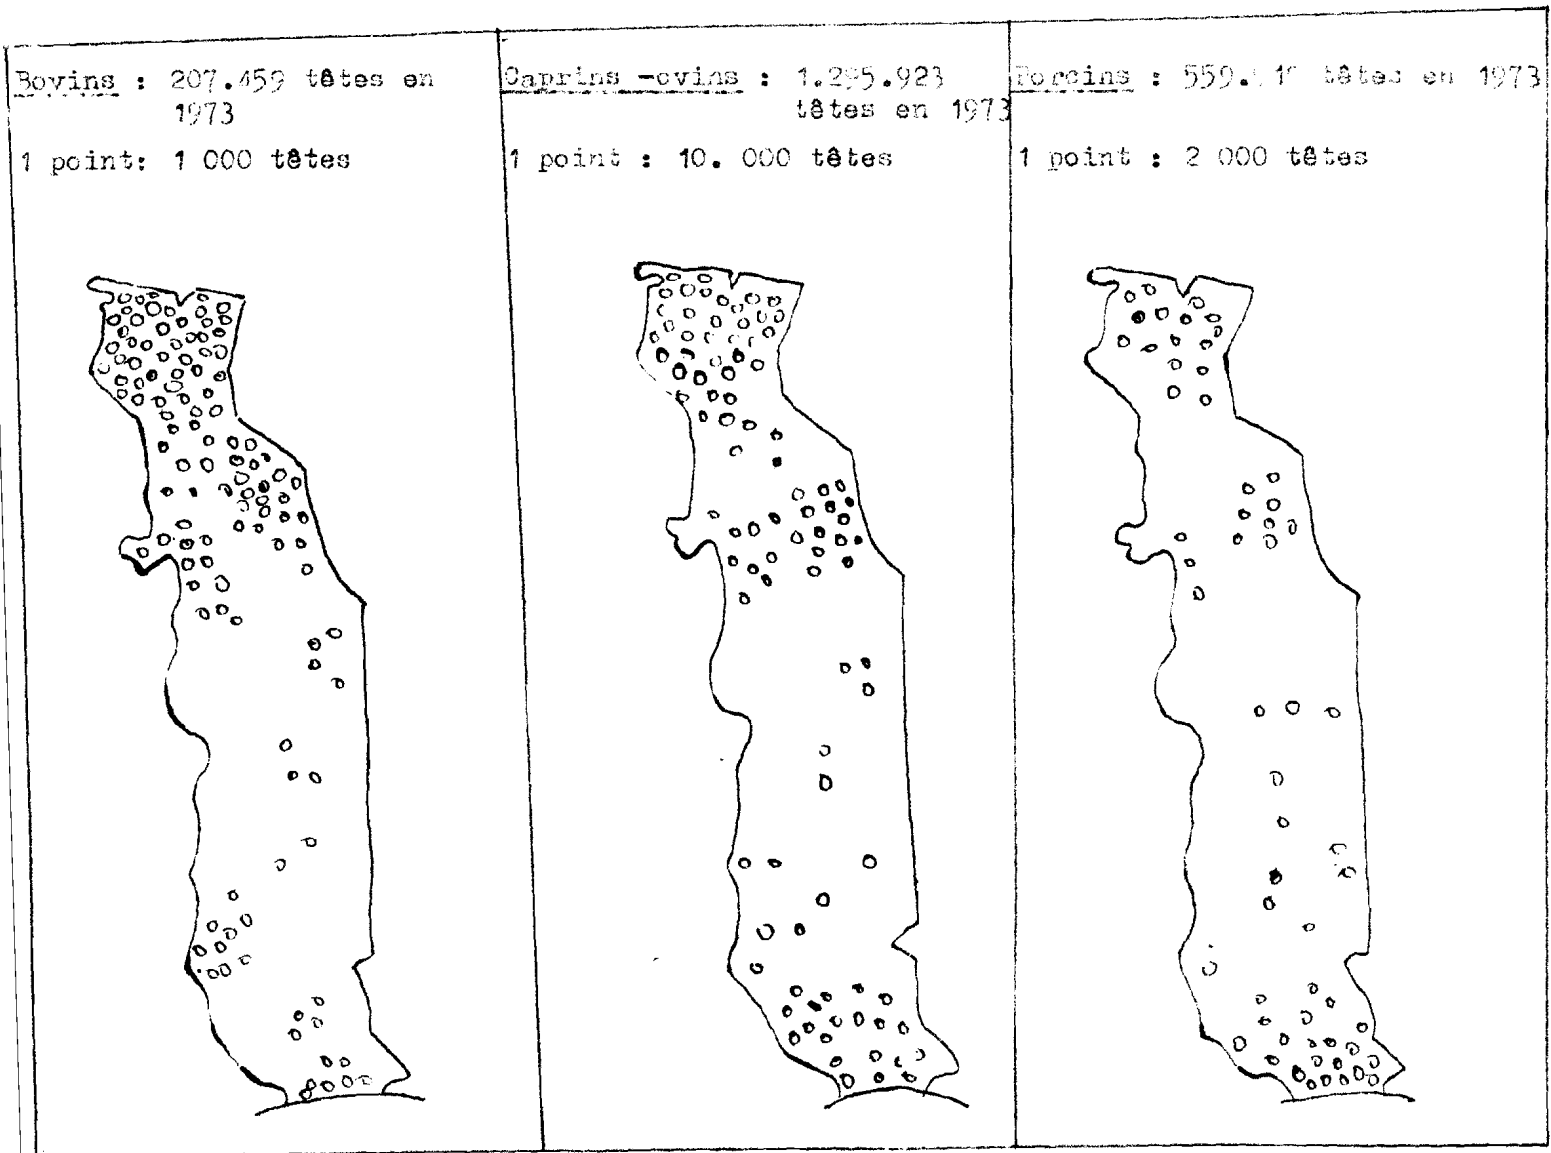 Bovins : 207.459 têtes en
1973
1 point: 1 000 têtes
Caprins -ovins : 1.295.923
têtes en 1973
1 point : 10. 000 têtes
Porcins : têtes en 1973
1 point : 2 000 têtes